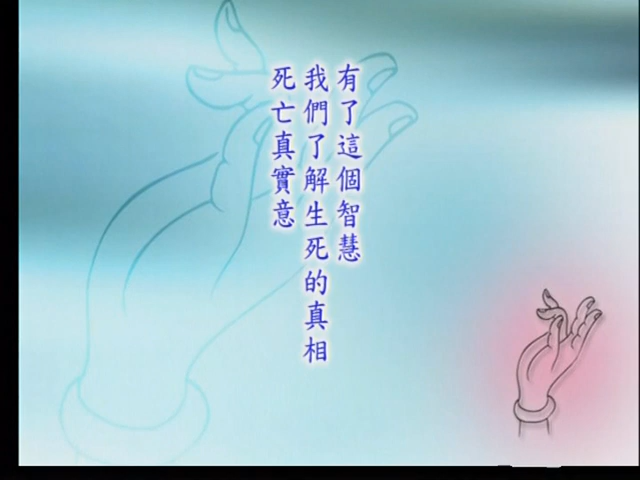 有了這個智慧
我們了解生死的真相
死亡真實意